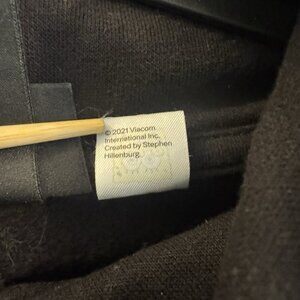 © 2021 Viacom
International Inc.
Created by Stephen
Hillenburg.